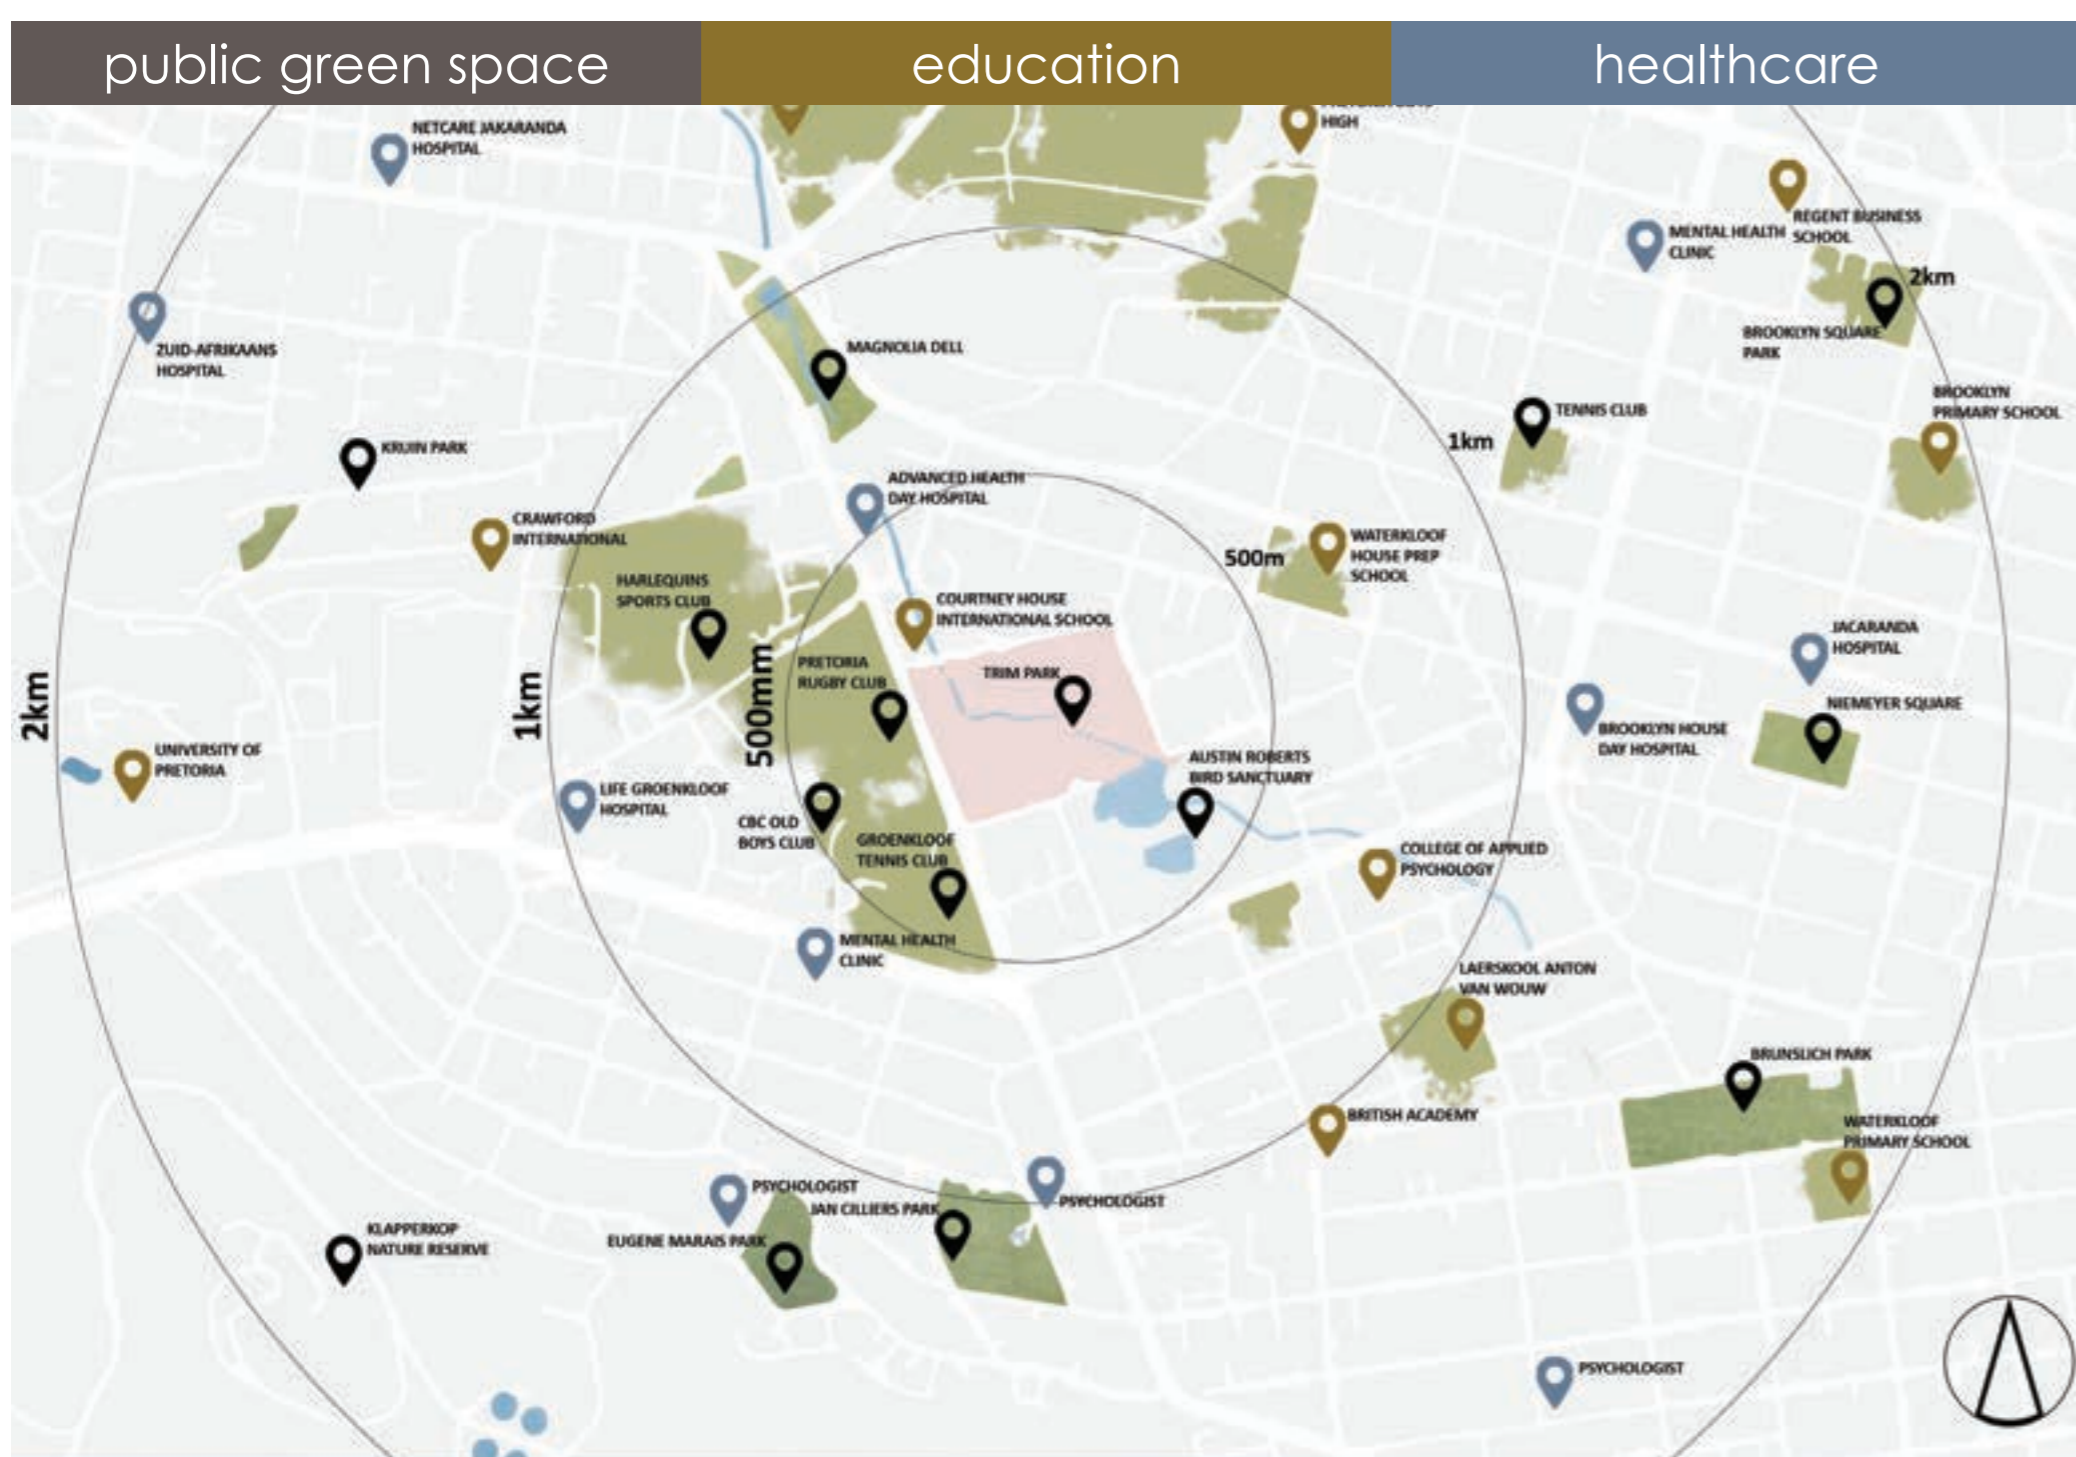 public green space
education
healthcare
NETCARE JAKARANDA
HOSPITAL
HIGH
REGENT BUSINESS
SCHOOL
MENTAL HEALTH
CLINIC
2km
BROOKLYN SQUARE
PARK
ZUID-AFRIKAANS
HOSPITAL
MAGNOLIA DELL
BROOKLYN
PRIMARY SCHOOL
TENNIS CLUB
1km
KRUIN PARK
ADVANCED HEALTH
DAY HOSPITAL
CRAWFORD
INTERNATIONAL
WATERKLOOF
HOUSE PREP
SCHOOL
500m
HARLEQUINS
SPORTS CLUB
COURTNEY HOUSE
INTERNATIONAL SCHOOL
JACARANDA
HOSPITAL
PRETORIA
RUGBY CLUB
TRIM PARK
2km
1km
500mm
NIEMEYER SQUARE
BROOKLYN HOUSE
DAY HOSPITAL
UNIVERSITY OF
PRETORIA
AUSTIN ROBERTS
BIRD SANCTUARY
LIFE GROENKLOOF
HOSPITAL
CBC OLD
BOYS CLUB
GROENKLOOF
TENNIS CLUB
COLLEGE OF APPLIED
PSYCHOLOGY
MENTAL HEALTH
CLINIC
LAERSKOOL ANTON
VAN WOUW
BRUNSLICH PARK
BRITISH ACADEMY
WATERKLOOF
PRIMARY SCHOOL
PSYCHOLOGIST
JAN CILLIERS PARK
PSYCHOLOGIST
EUGENE MARAIS PARK
KLAPPERKOP
NATURE RESERVE
PSYCHOLOGIST